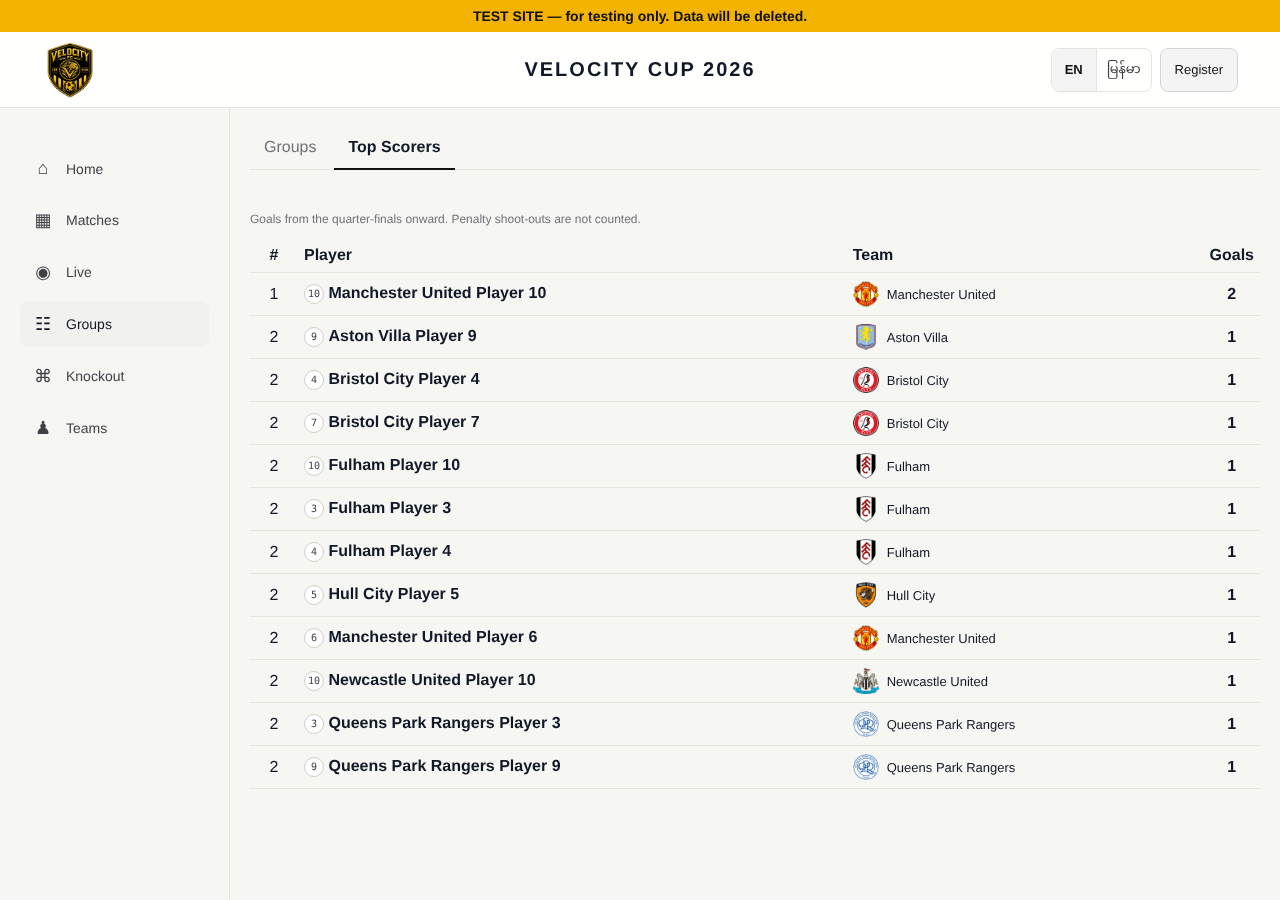 TEST SITE — for testing only. Data will be deleted.
VELOCITY
VELOCITY CUP 2026
EN
မြန်မာ
Register
Home
Matches
Live
Groups
Knockout
Teams
Groups Top Scorers
Goals from the quarter-finals onward. Penalty shoot-outs are not counted.
# Player Team Goals
1 10 Manchester United Player 10 Manchester United 2
2 9 Aston Villa Player 9 Aston Villa 1
2 4 Bristol City Player 4 Bristol City 1
2 7 Bristol City Player 7 Bristol City 1
2 10 Fulham Player 10 Fulham 1
2 3 Fulham Player 3 Fulham 1
2 4 Fulham Player 4 Fulham 1
2 5 Hull City Player 5 Hull City 1
2 6 Manchester United Player 6 Manchester United 1
2 10 Newcastle United Player 10 Newcastle United 1
2 3 Queens Park Rangers Player 3 Queens Park Rangers 1
2 9 Queens Park Rangers Player 9 Queens Park Rangers 1